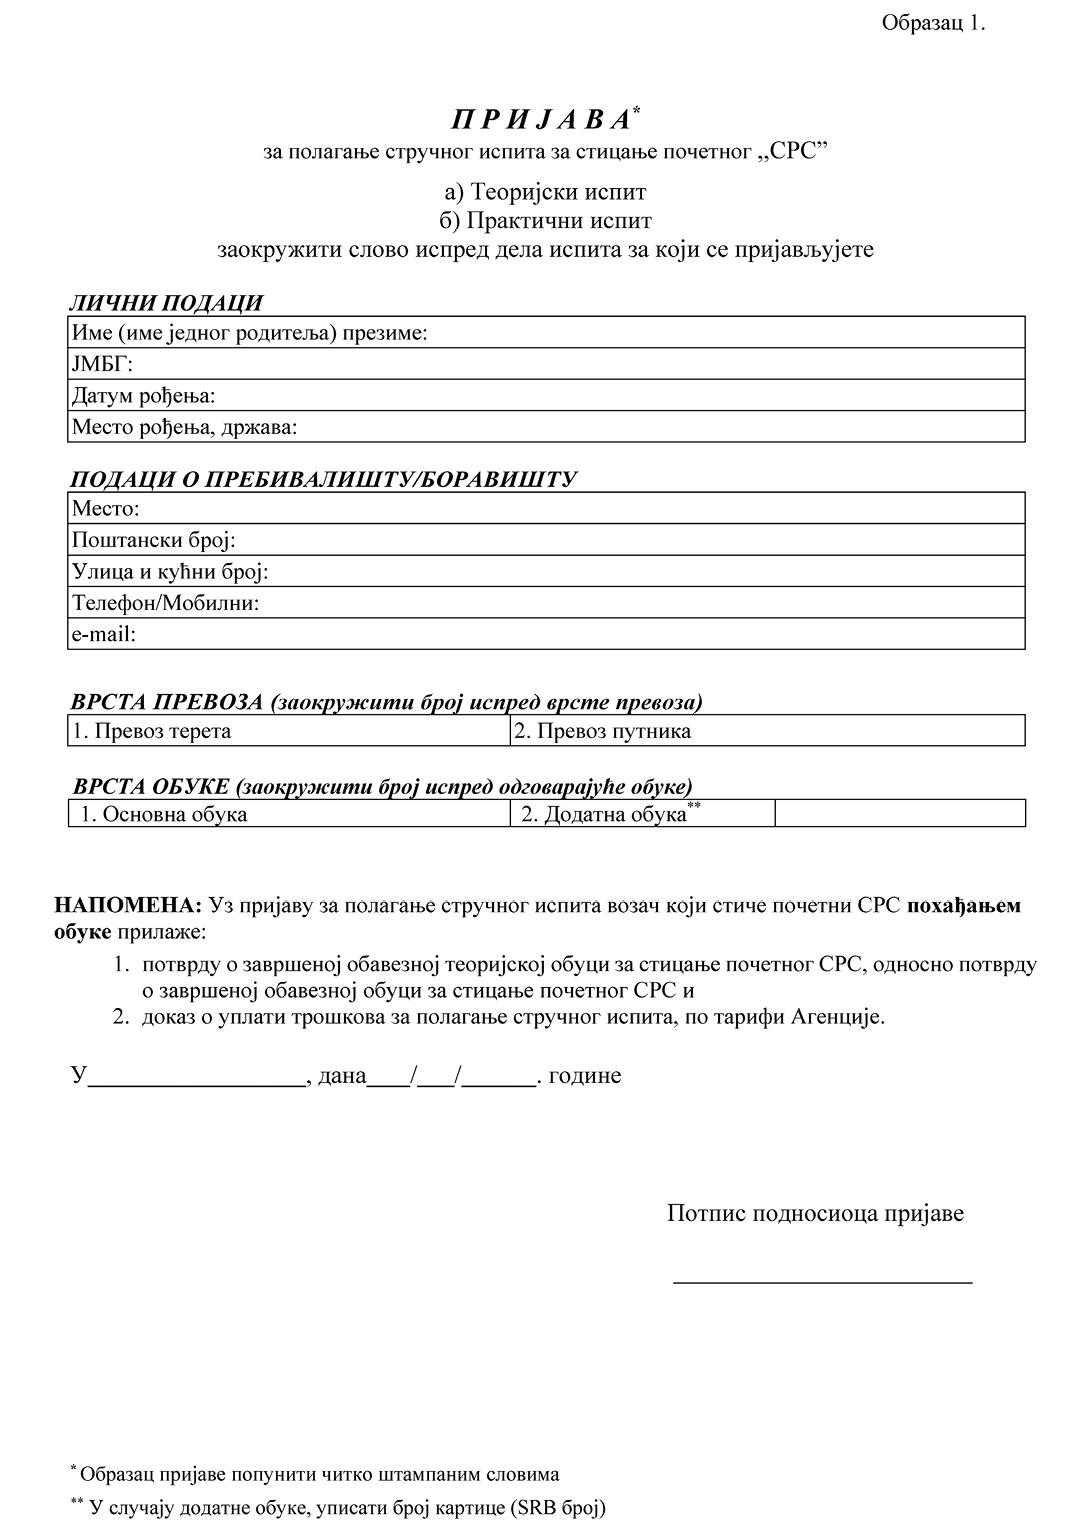 Образац 1.
П Р И Ј А В А*
за полагање стручног испита за стицање почетног ,,СРС”
а) Теоријски испит
б) Практични испит
заокружити слово испред дела испита за који се пријављујете
ЛИЧНИ ПОДАЦИ
Име (име једног родитеља) презиме:
ЈМБГ:
Датум рођења:
Место рођења, држава:
ПОДАЦИ О ПРЕБИВАЛИШТУ/БОРАВИШТУ
Место:
Поштански број:
Улица и кућни број:
Телефон/Мобилни:
e-mail:
ВРСТА ПРЕВОЗА (заокружити број испред врсте превоза)
1. Превоз терета 2. Превоз путника
ВРСТА ОБУКЕ (заокружити број испред одговарајуће обуке)
1. Основна обука 2. Додатна обука**
НАПОМЕНА: Уз пријаву за полагање стручног испита возач који стиче почетни СРС похађањем
обуке прилаже:
1. потврду о завршеној обавезној теоријској обуци за стицање почетног СРС, односно потврду
о завршеној обавезној обуци за стицање почетног СРС и
2. доказ о уплати трошкова за полагање стручног испита, по тарифи Агенције.
У__________________, дана____/___/______. године
Потпис подносиоца пријаве
* Образац пријаве попунити читко штампаним словима
** У случају додатне обуке, уписати број картице (SRB број)